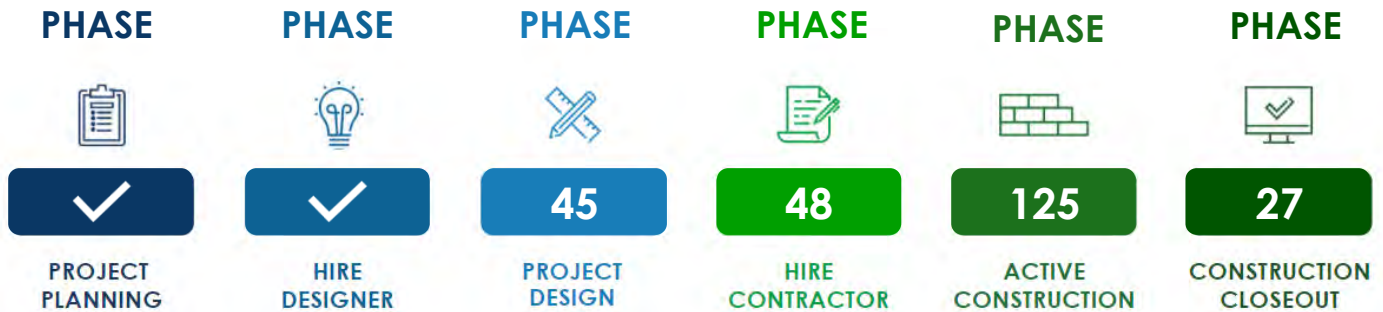 PHASE PHASE PHASE PHASE PHASE PHASE
45 48 125 27
PROJECT HIRE PROJECT HIRE ACTIVE CONSTRUCTION
PLANNING DESIGNER DESIGN CONTRACTOR CONSTRUCTION CLOSEOUT